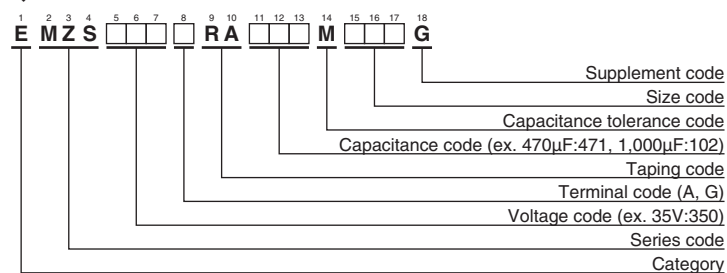 1 2 3 4 5 6 7 8 9 10 11 12 13 14 15 16 17 18
E M Z S □ □ □ □ R A □ □ □ M □ □ □ G
Supplement code
Size code
Capacitance tolerance code
Capacitance code (ex. 470μF:471, 1,000μF:102)
Taping code
Terminal code (A, G)
Voltage code (ex. 35V:350)
Series code
Category